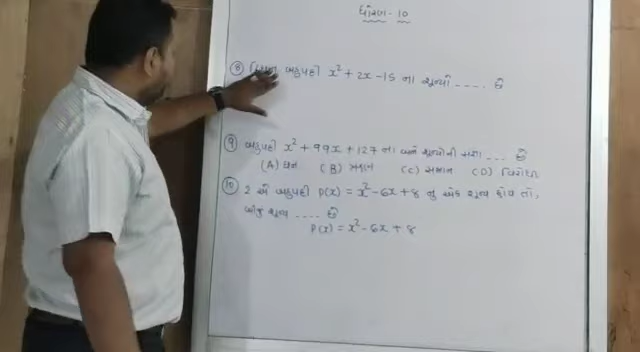 ધોરણ - 10
⑧ બહુપદી x² + 2x - 15 ના શૂન્યો .... છે
⑨ બહુપદી x² + 99x + 127 ના બંને શૂન્યોની ... છે
(A) ધન (B) ઋણ (C) સમાન (D) વિરોધી
⑩ 2 એ બહુપદી P(x) = x² - 6x + 8 નું એક શૂન્ય હોય તો,
બીજું શૂન્ય .... છે
P(x) = x² - 6x + 8